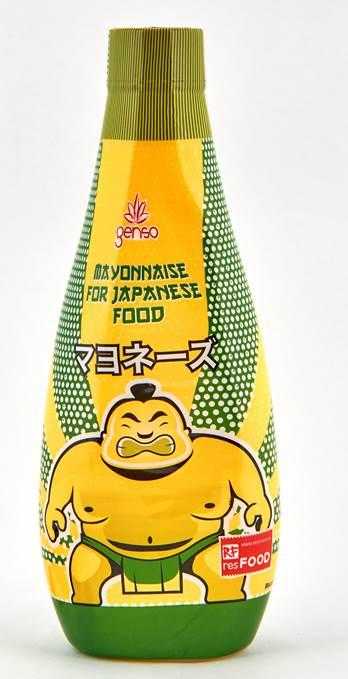 genso
MAYONNAISE
FOR JAPANESE
FOOD
マヨネーズ
RF
resFOOD